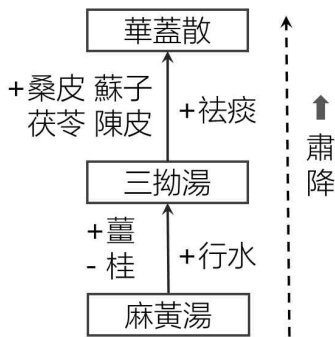 華蓋散
+桑皮 蘇子
茯苓 陳皮
+祛痰
三拗湯
+薑
- 桂
+行水
麻黃湯
肅降